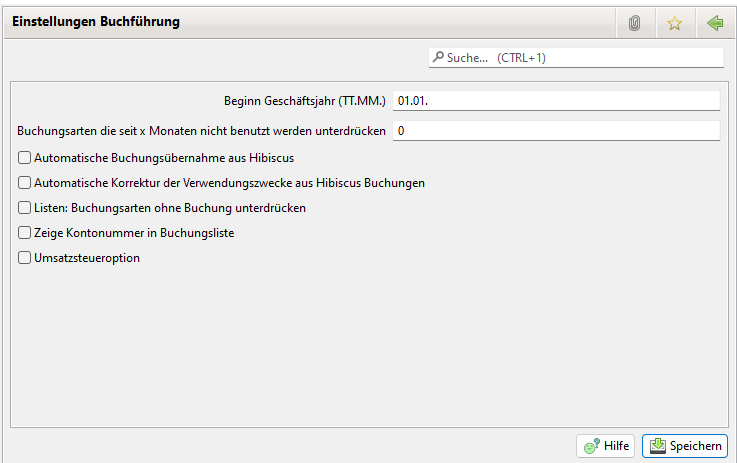 Einstellungen Buchführung
Suche... (CTRL+1)
Beginn Geschäftsjahr (TT.MM.) 01.01.
Buchungsarten die seit x Monaten nicht benutzt werden unterdrücken 0
Automatische Buchungsübernahme aus Hibiscus
Automatische Korrektur der Verwendungszwecke aus Hibiscus Buchungen
Listen: Buchungsarten ohne Buchung unterdrücken
Zeige Kontonummer in Buchungsliste
Umsatzsteueroption
Hilfe Speichern